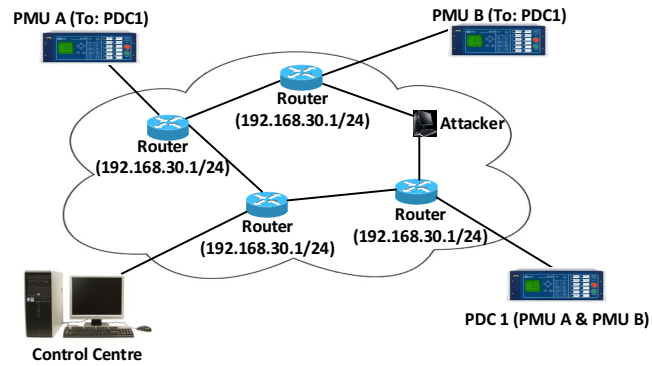 PMU A (To: PDC1)
PMU B (To: PDC1)
Router
(192.168.30.1/24)
Attacker
Router
(192.168.30.1/24)
Router
(192.168.30.1/24)
Router
(192.168.30.1/24)
PDC 1 (PMU A & PMU B)
Control Centre